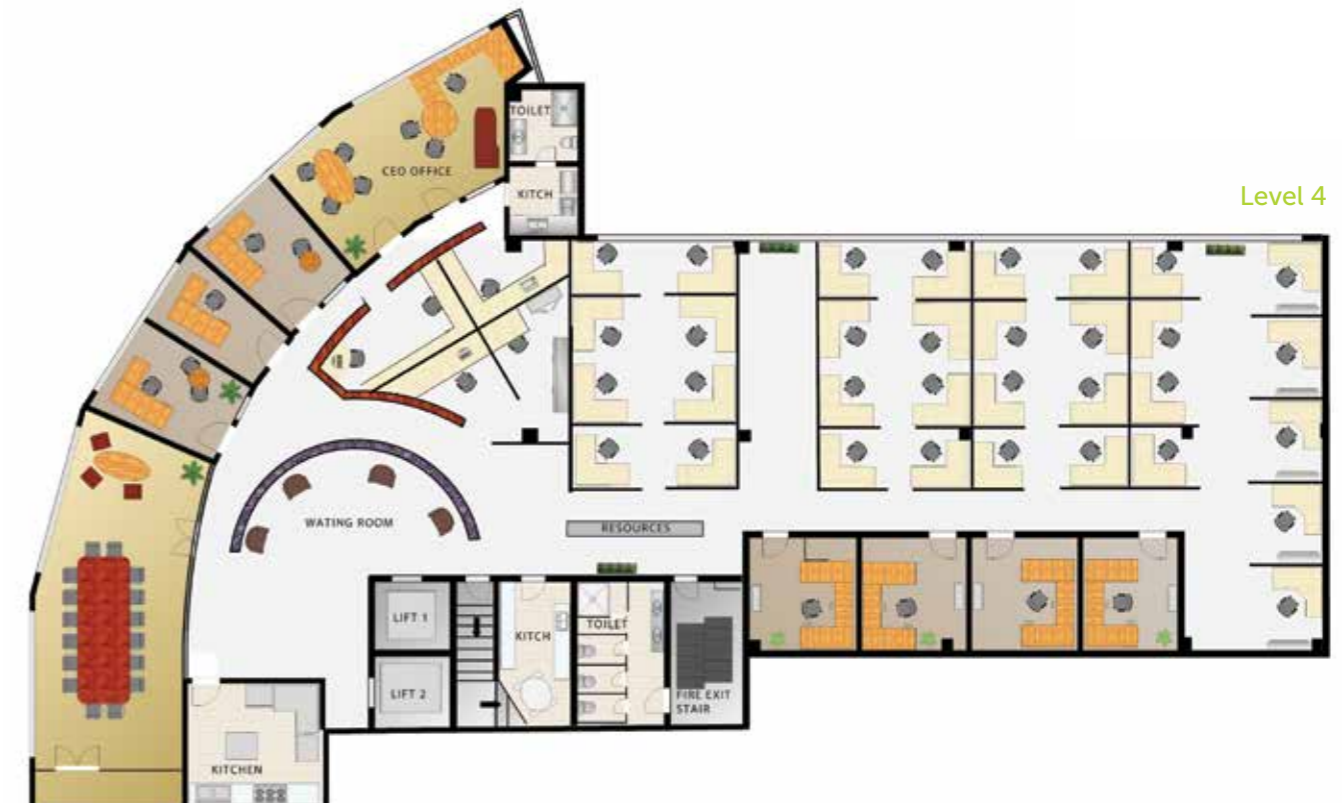 TOILET
CEO OFFICE
KITCH
Level 4
WATING ROOM
RESOURCES
LIFT 1
KITCH
TOILET
LIFT 2
FIRE EXIT
STAIR
KITCHEN